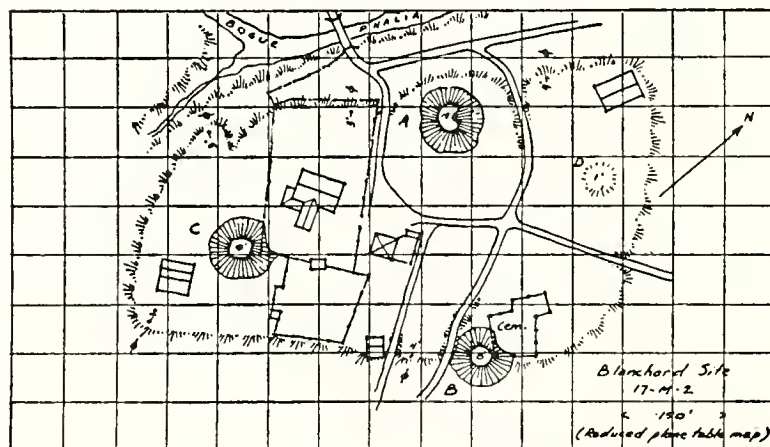 BOGUE PHALIA
A
N
D
C
Cem.
B
Blanchard Site
17-M-2
150'
(Reduced plane table map)